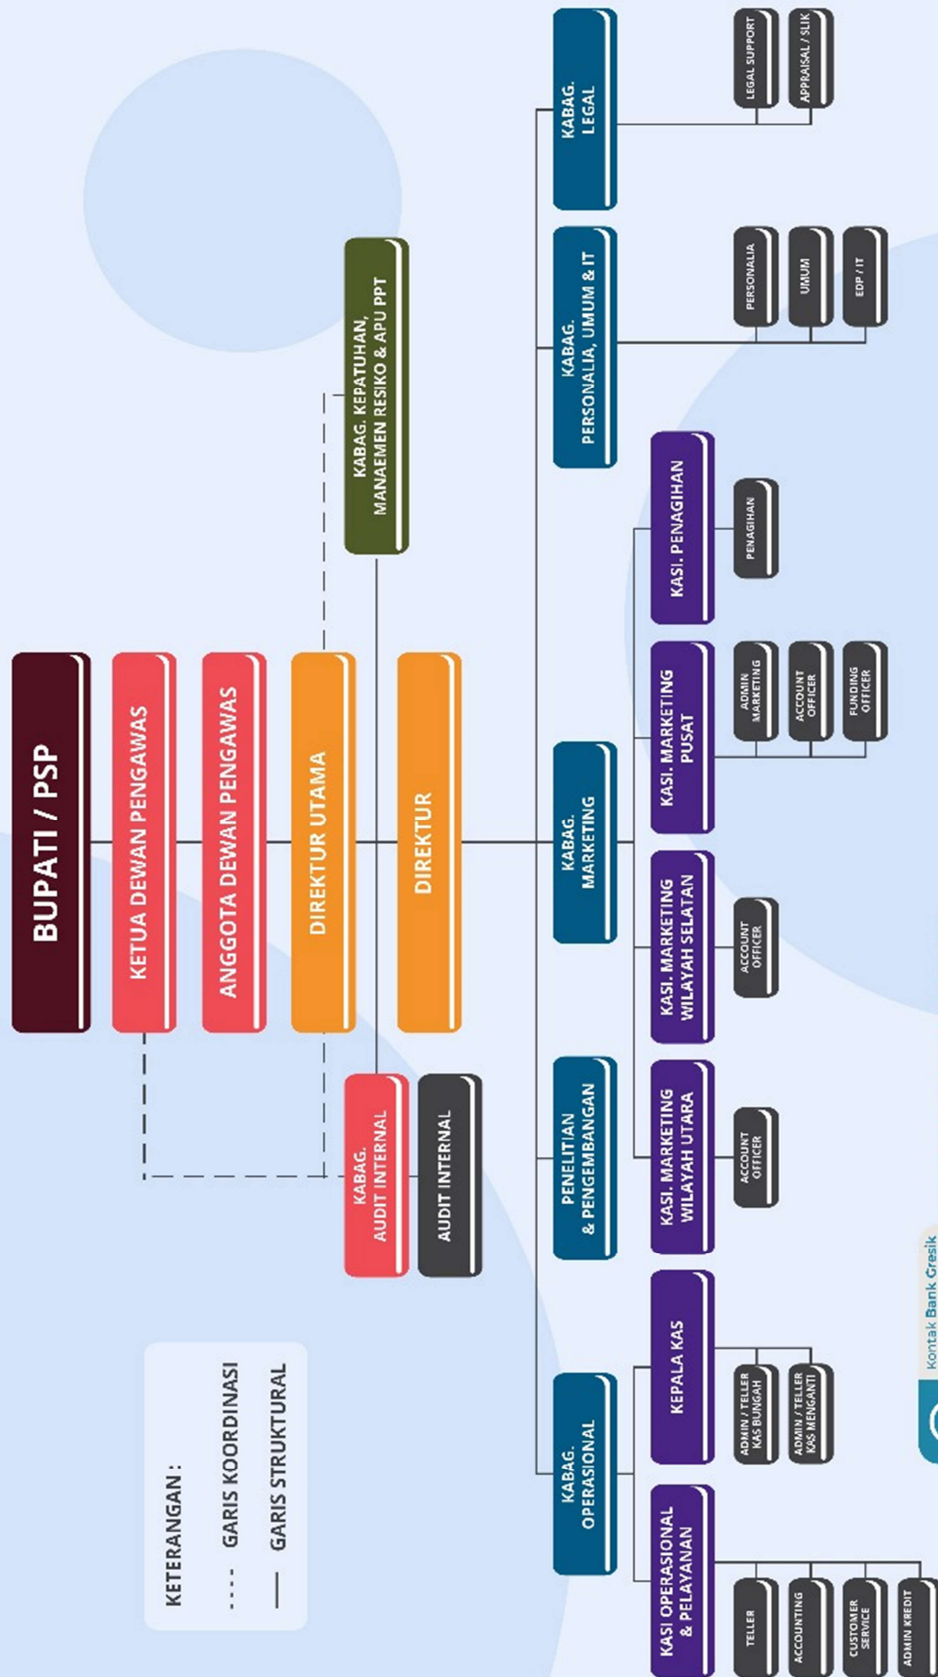 BUPATI / PSP
KETUA DEWAN PENGAWAS
ANGGOTA DEWAN PENGAWAS
DIREKTUR UTAMA
DIREKTUR
KABAG.
AUDIT INTERNAL
AUDIT INTERNAL
KABAG. KEPATUHAN,
MANAEMEN RESIKO & APU PPT
KETERANGAN :
GARIS KOORDINASI
GARIS STRUKTURAL
KABAG.
OPERASIONAL
PENELITIAN
& PENGEMBANGAN
KABAG.
MARKETING
KABAG.
PERSONALIA, UMUM & IT
KABAG.
LEGAL
KASI OPERASIONAL
& PELAYANAN
KEPALA KAS
KASI. MARKETING
WILAYAH UTARA
KASI. MARKETING
WILAYAH SELATAN
KASI. MARKETING
PUSAT
KASI. PENAGIHAN
TELLER
ACCOUNTING
CUSTOMER
SERVICE
ADMIN KREDIT
ADMIN / TELLER
KAS BUNGAH
ADMIN / TELLER
KAS MENGANTI
ACCOUNT
OFFICER
ACCOUNT
OFFICER
ADMIN
MARKETING
ACCOUNT
OFFICER
FUNDING
OFFICER
PENAGIHAN
PERSONALIA
UMUM
EDP / IT
LEGAL SUPPORT
APPRAISAL / SLIK
Kontak Bank Gresik